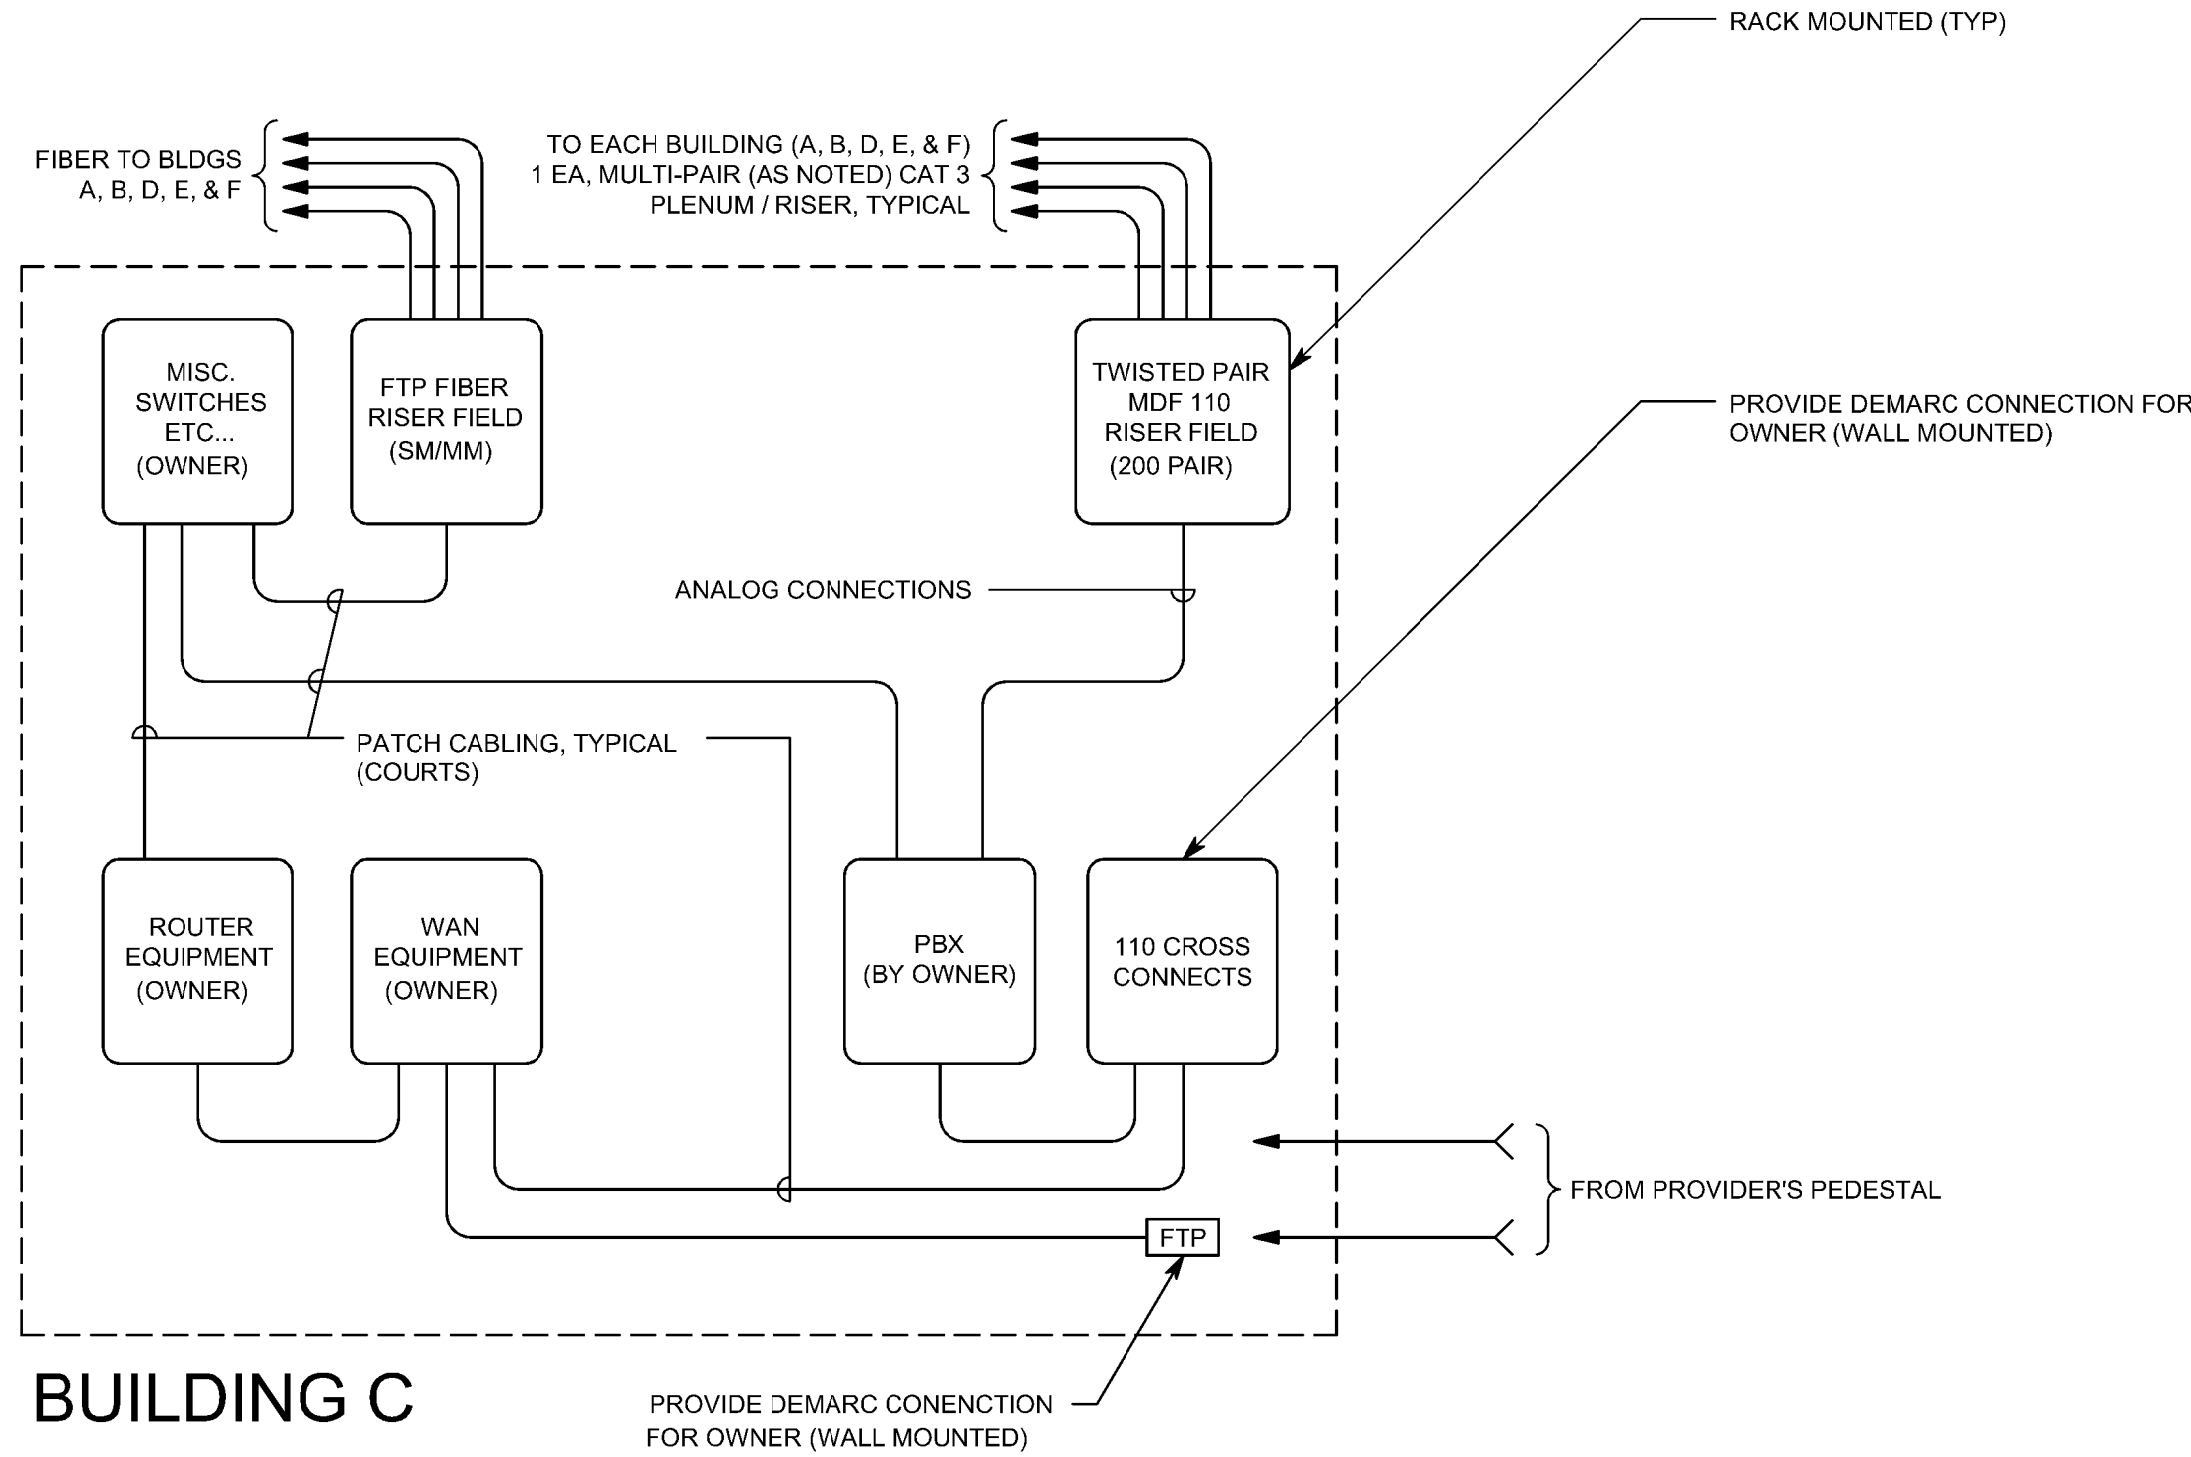 RACK MOUNTED (TYP)
FIBER TO BLDGS
A, B, D, E, & F
TO EACH BUILDING (A, B, D, E, & F)
1 EA, MULTI-PAIR (AS NOTED) CAT 3
PLENUM / RISER, TYPICAL
MISC.
SWITCHES
ETC...
(OWNER)
FTP FIBER
RISER FIELD
(SM/MM)
TWISTED PAIR
MDF 110
RISER FIELD
(200 PAIR)
PROVIDE DEMARC CONNECTION FOR
OWNER (WALL MOUNTED)
ANALOG CONNECTIONS
PATCH CABLING, TYPICAL
(COURTS)
ROUTER
EQUIPMENT
(OWNER)
WAN
EQUIPMENT
(OWNER)
PBX
(BY OWNER)
110 CROSS
CONNECTS
FROM PROVIDER'S PEDESTAL
FTP
BUILDING C
PROVIDE DEMARC CONENCTION
FOR OWNER (WALL MOUNTED)